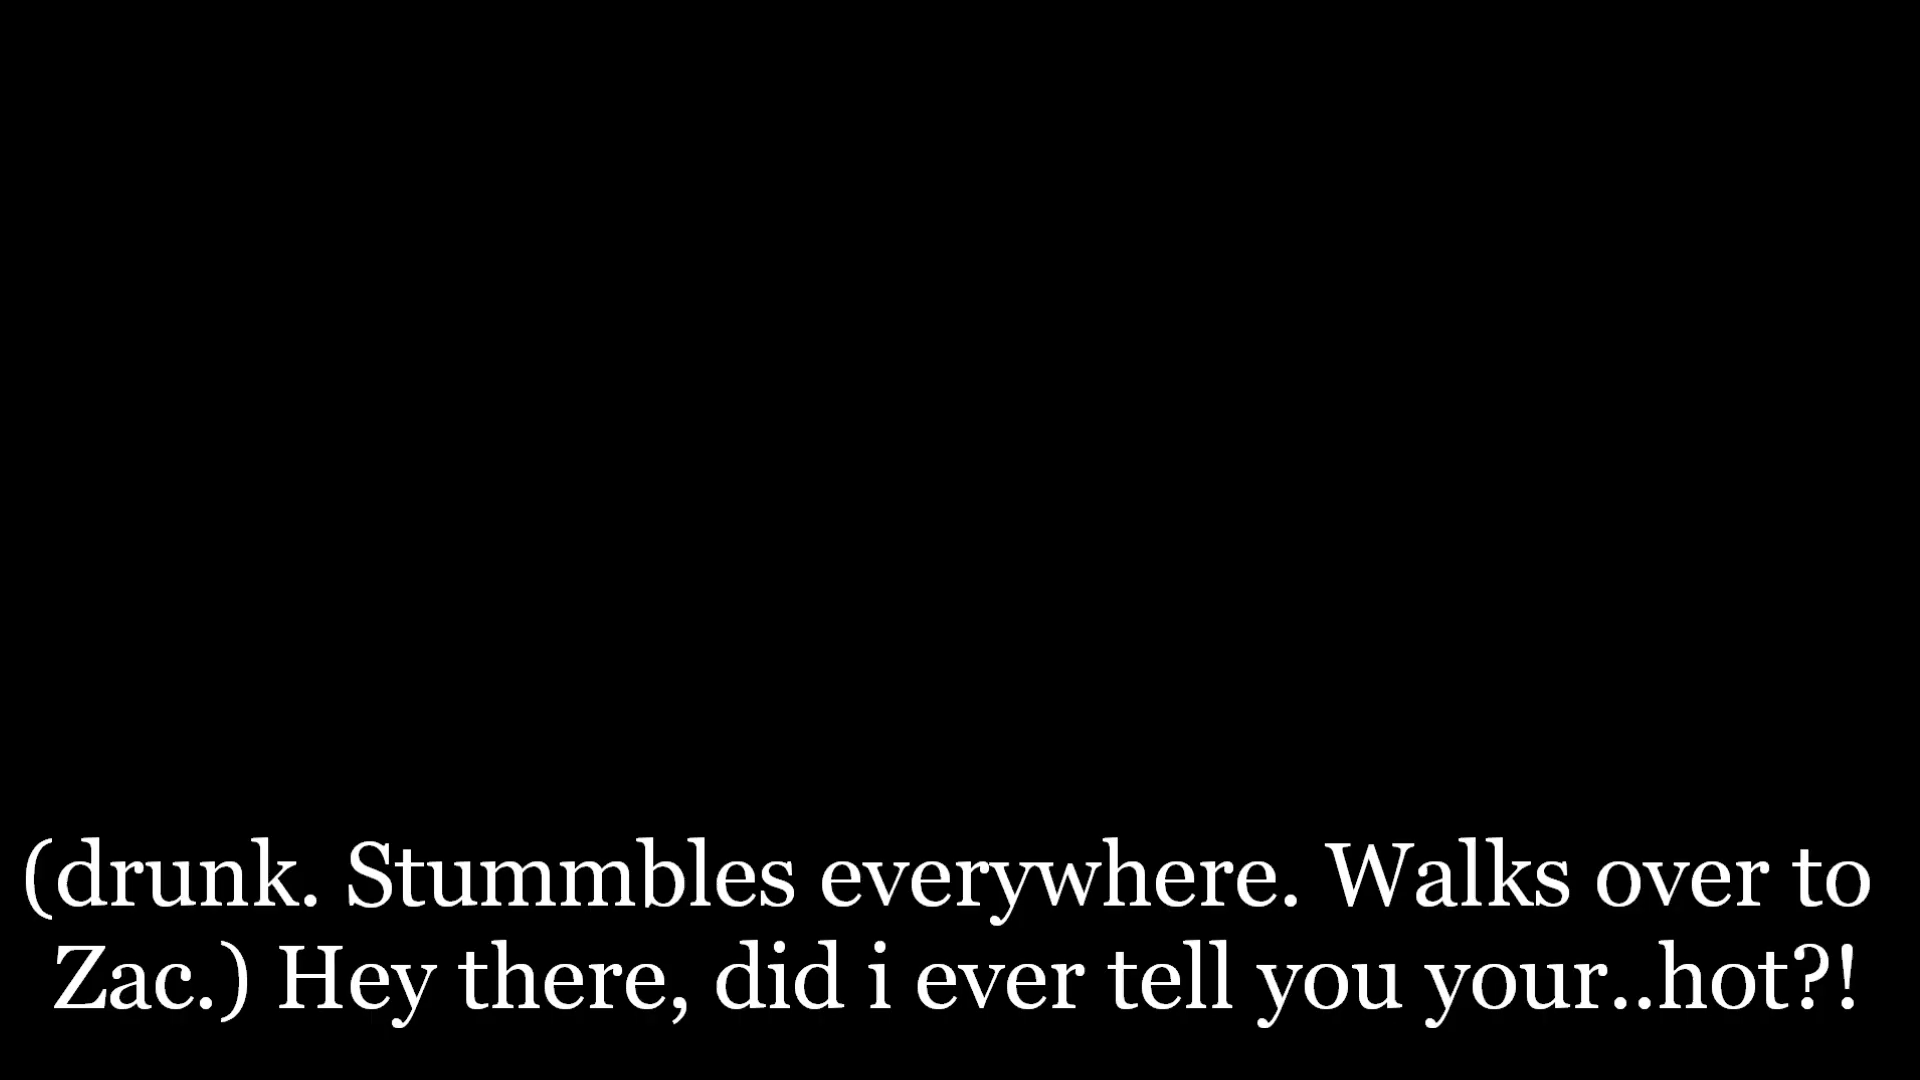 (drunk. Stummbles everywhere. Walks over to
Zac.) Hey there, did i ever tell you your..hot?!